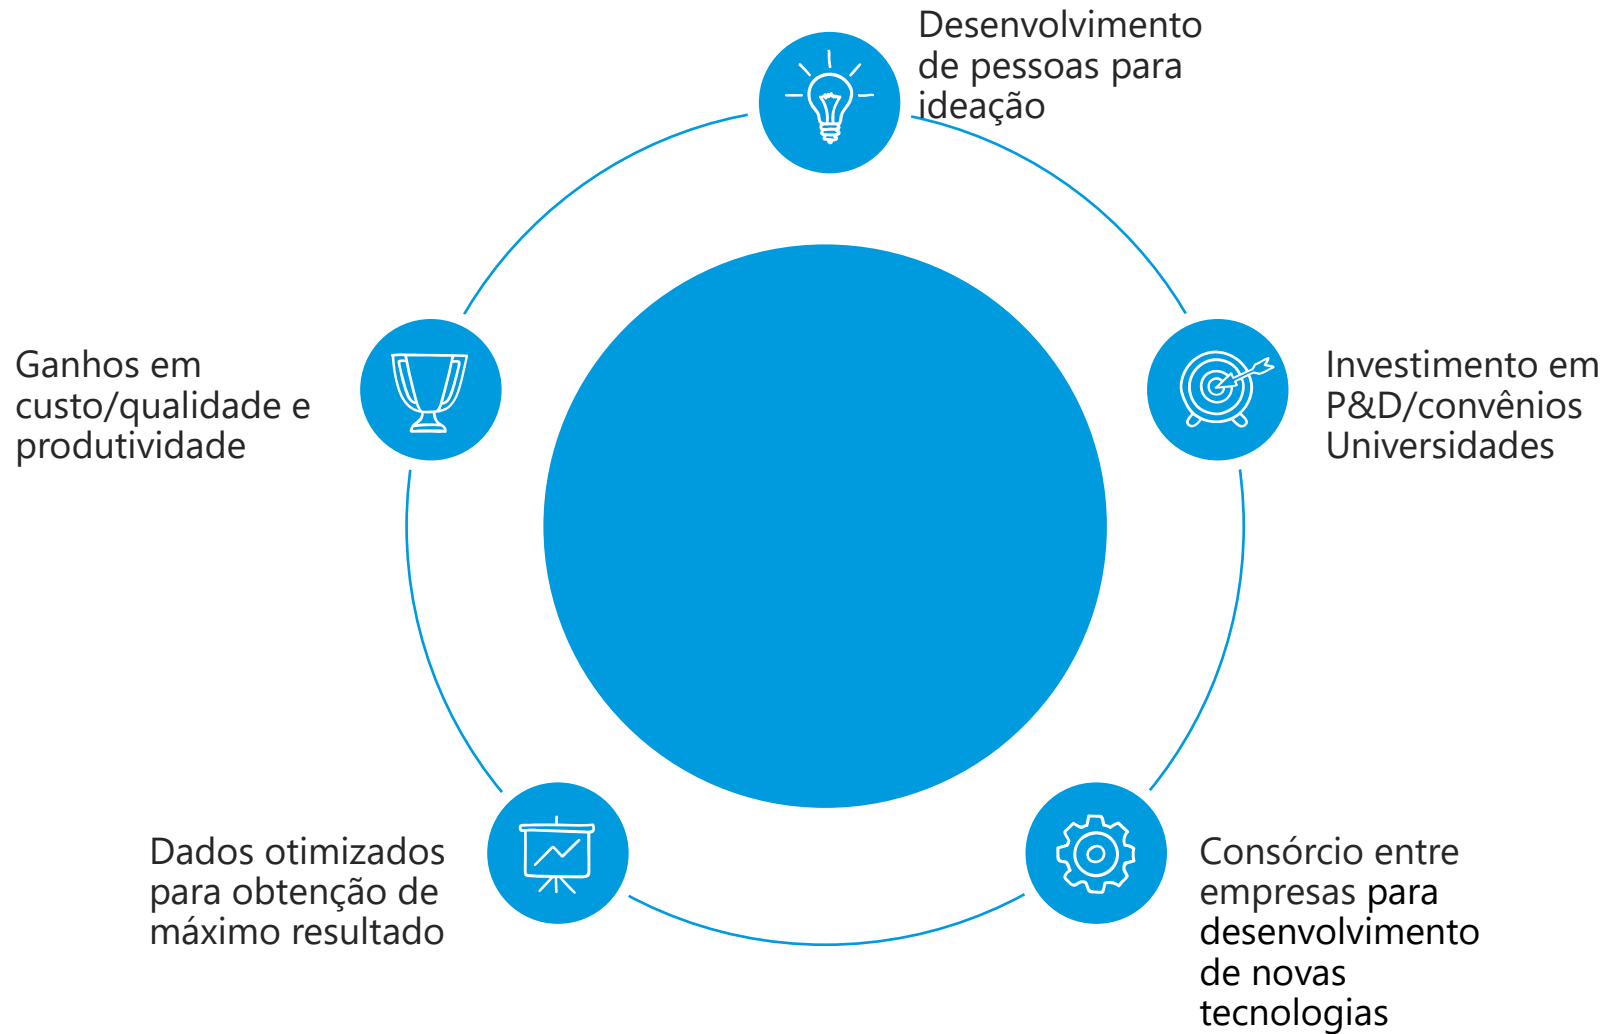 Desenvolvimento
de pessoas para
ideação
Investimento em
P&D/convênios
Universidades
Consórcio entre
empresas para
desenvolvimento
de novas
tecnologias
Dados otimizados
para obtenção de
máximo resultado
Ganhos em
custo/qualidade e
produtividade